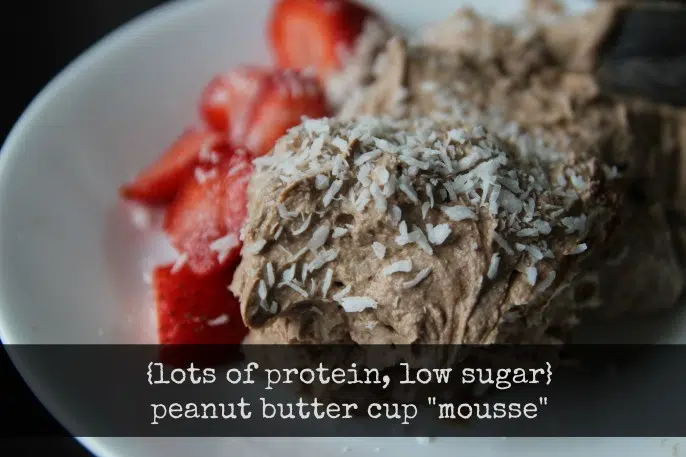 {lots of protein, low sugar}
peanut butter cup "mousse"